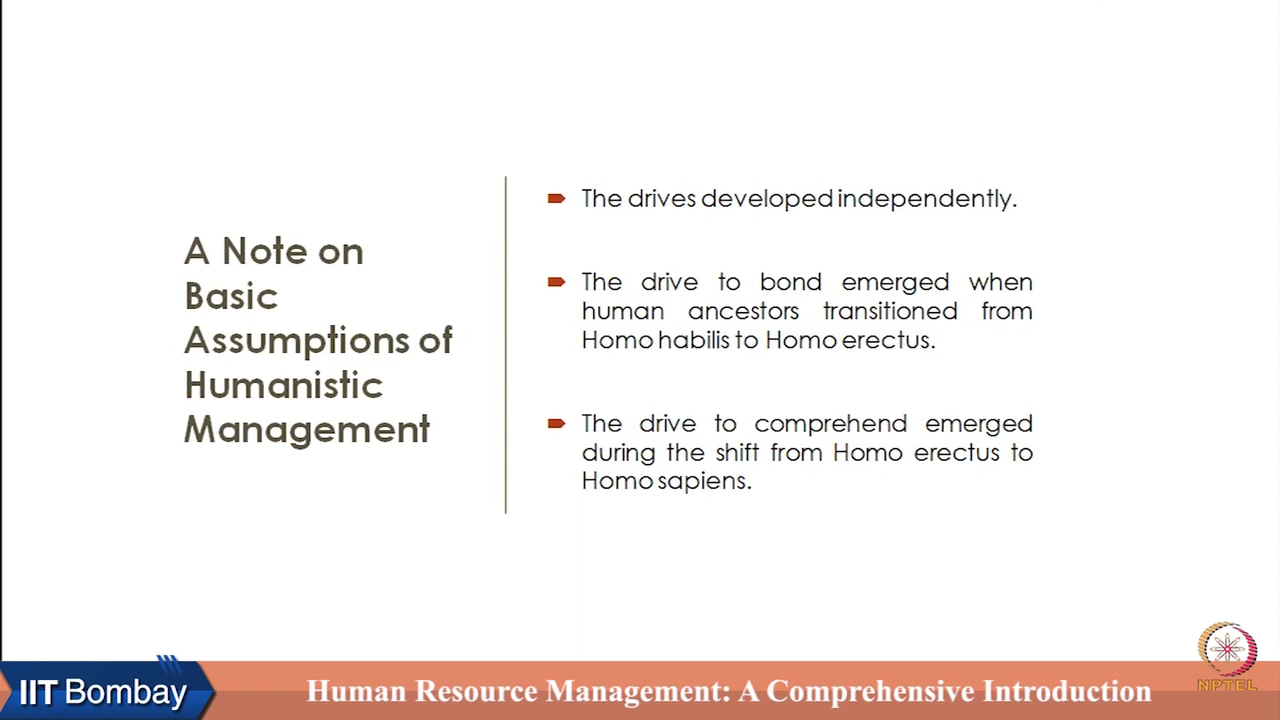 A Note on
Basic
Assumptions of
Humanistic
Management
The drives developed independently.
The drive to bond emerged when
human ancestors transitioned from
Homo habilis to Homo erectus.
The drive to comprehend emerged
during the shift from Homo erectus to
Homo sapiens.
IIT Bombay
Human Resource Management: A Comprehensive Introduction
NPTEL